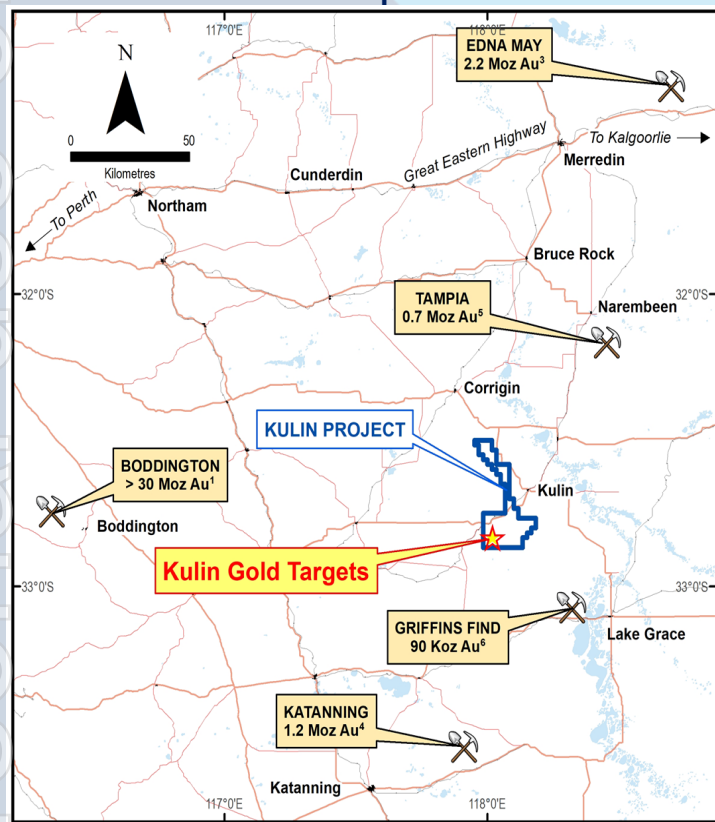 117°0'E
118°0'E
EDNA MAY
2.2 Moz Au³
N
0 50
Kilometres
To Kalgoorlie
Great Eastern Highway
Merredin
Cunderdin
To Perth
Northam
Bruce Rock
32°0'S
32°0'S
TAMPIA
0.7 Moz Au⁵
Narembeen
Corrigin
KULIN PROJECT
BODDINGTON
> 30 Moz Au¹
Kulin
Boddington
Kulin Gold Targets
33°0'S
33°0'S
GRIFFINS FIND
90 Koz Au⁶
Lake Grace
KATANNING
1.2 Moz Au⁴
Katanning
117°0'E
118°0'E